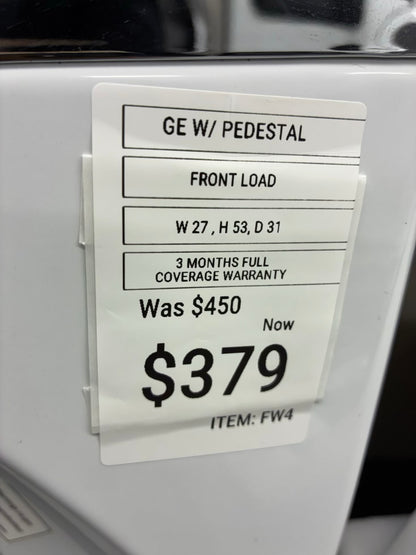 GE W/ PEDESTAL
FRONT LOAD
W 27 , H 53, D 31
3 MONTHS FULL
COVERAGE WARRANTY
Was $450
Now
$379
ITEM: FW4